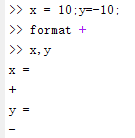 >> x = 10;y=-10;
>> format +
>> x,y
x =
+
y =
-